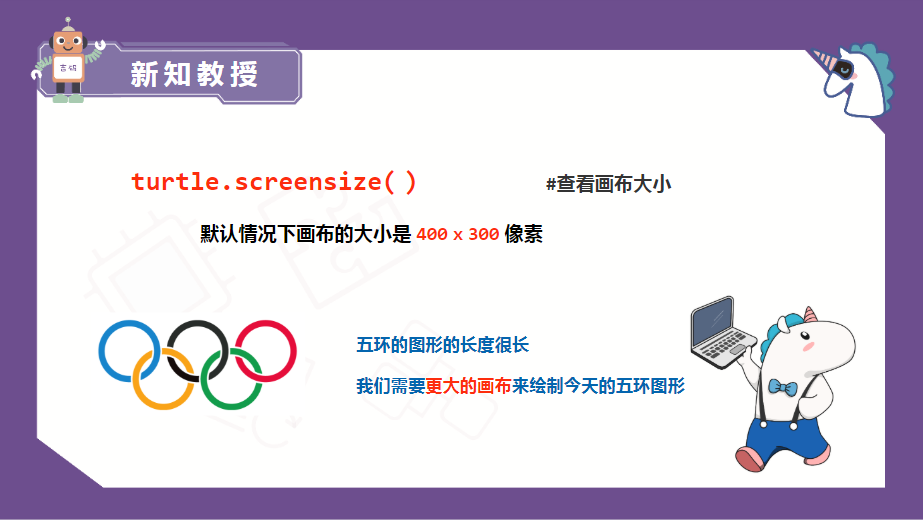 新知教授
turtle.screensize( ) #查看画布大小
默认情况下画布的大小是 400 x 300 像素
五环的图形的长度很长
我们需要更大的画布来绘制今天的五环图形